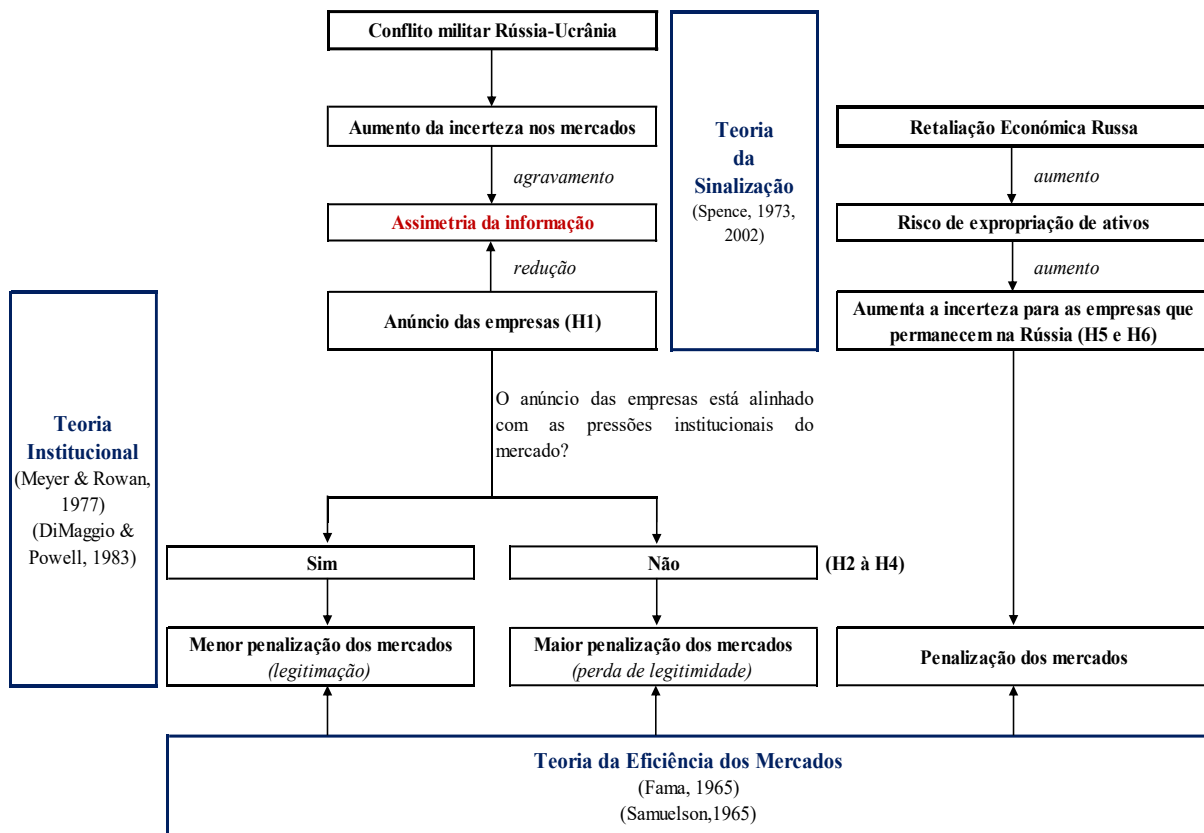 Conflito militar Rússia-Ucrânia
Aumento da incerteza nos mercados
agravamento
Assimetria da informação
redução
Anúncio das empresas (H1)
Teoria
da
Sinalização
(Spence, 1973,
2002)
Retaliação Económica Russa
aumento
Risco de expropriação de ativos
aumento
Aumenta a incerteza para as empresas que
permanecem na Rússia (H5 e H6)
O anúncio das empresas está alinhado
com as pressões institucionais do
mercado?
Teoria
Institucional
(Meyer & Rowan,
1977)
(DiMaggio &
Powell, 1983)
Sim
Não
(H2 à H4)
Menor penalização dos mercados
(legitimação)
Maior penalização dos mercados
(perda de legitimidade)
Penalização dos mercados
Teoria da Eficiência dos Mercados
(Fama, 1965)
(Samuelson,1965)